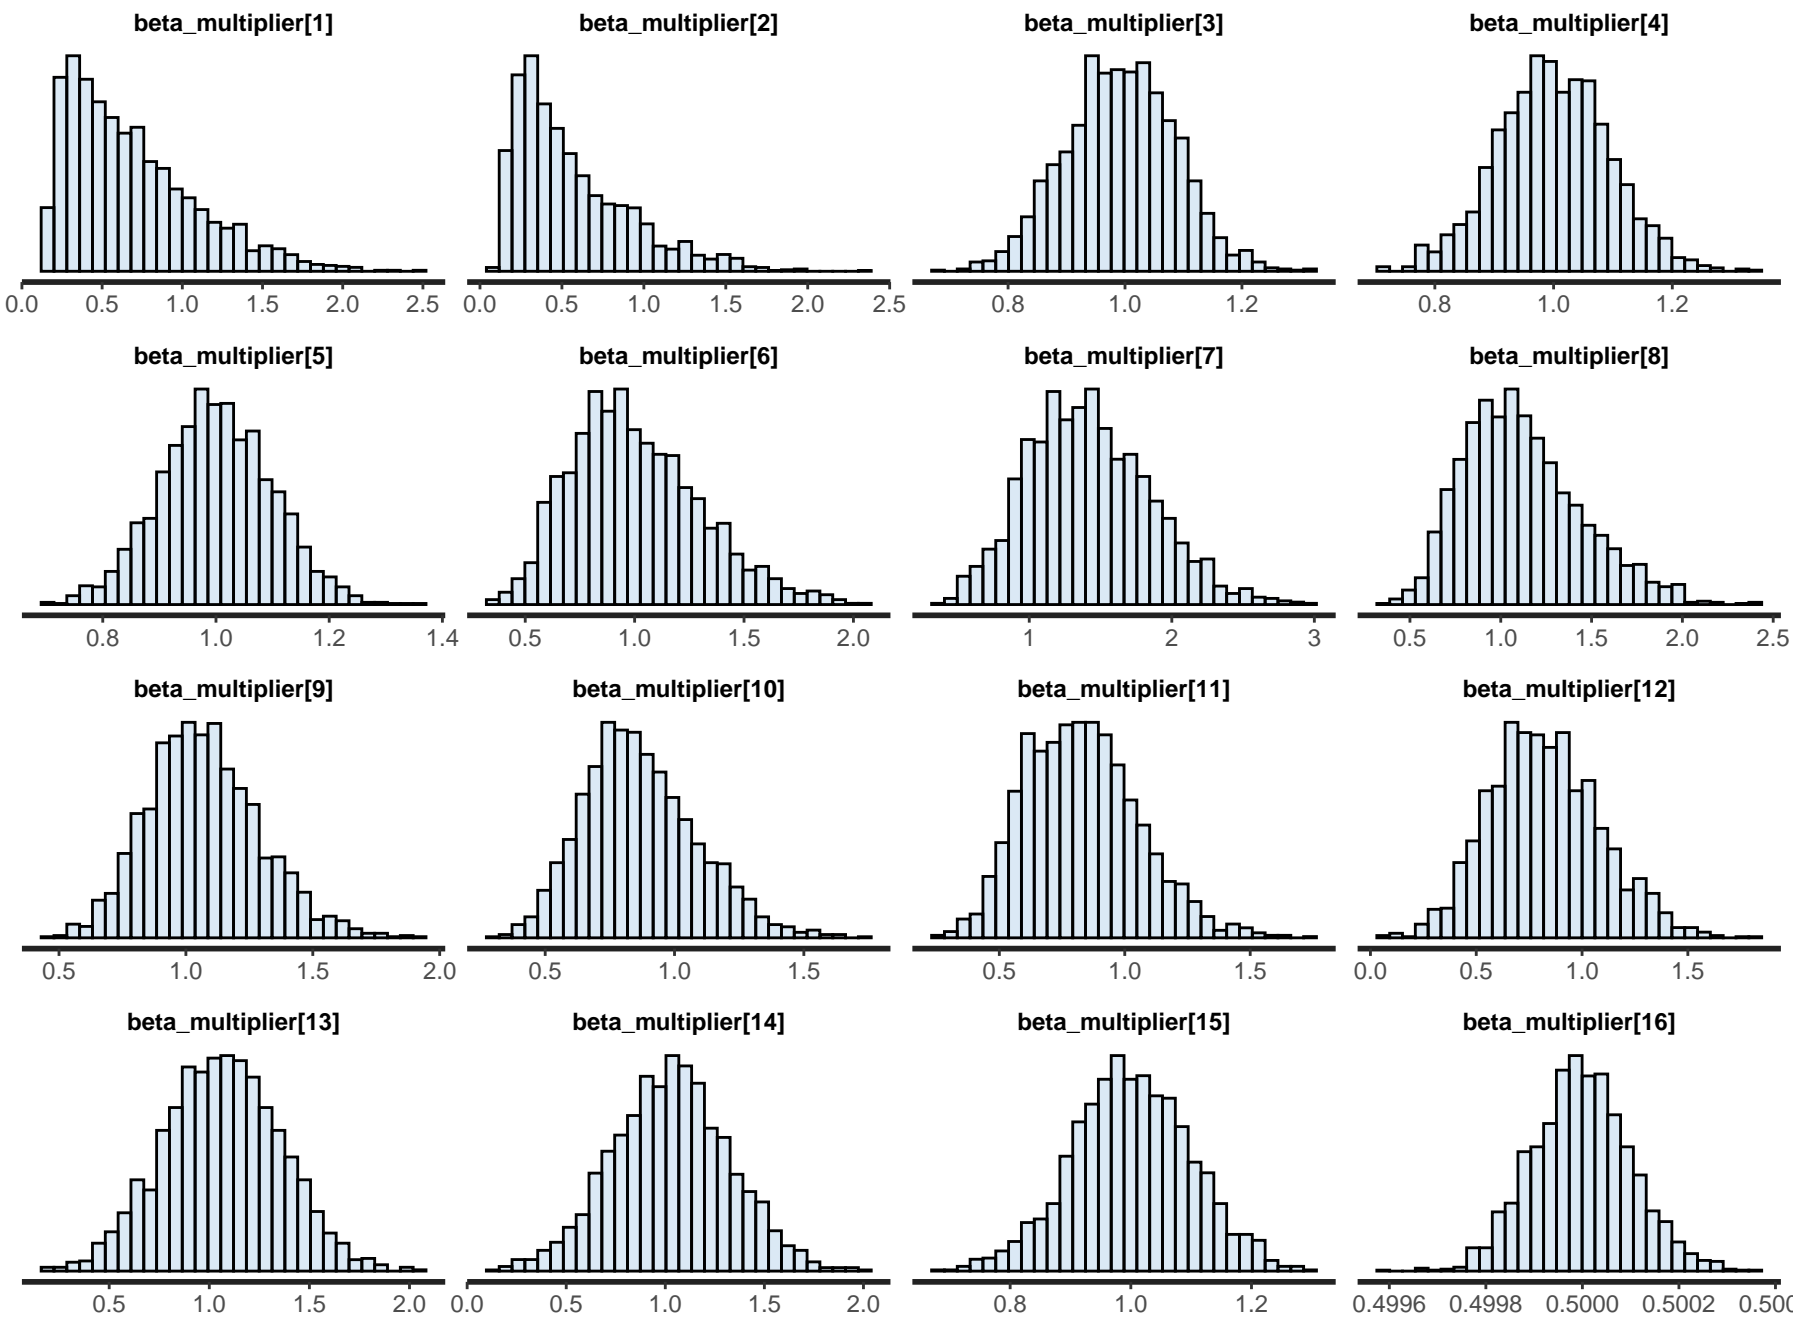 beta_multiplier[1] beta_multiplier[2] beta_multiplier[3] beta_multiplier[4]
0.0 0.5 1.0 1.5 2.0 2.5 0.0 0.5 1.0 1.5 2.0 2.5 0.8 1.0 1.2 0.8 1.0 1.2
beta_multiplier[5] beta_multiplier[6] beta_multiplier[7] beta_multiplier[8]
0.8 1.0 1.2 1.4 0.5 1.0 1.5 2.0 1 2 3 0.5 1.0 1.5 2.0 2.5
beta_multiplier[9] beta_multiplier[10] beta_multiplier[11] beta_multiplier[12]
0.5 1.0 1.5 2.0 0.5 1.0 1.5 0.5 1.0 1.5 0.0 0.5 1.0 1.5
beta_multiplier[13] beta_multiplier[14] beta_multiplier[15] beta_multiplier[16]
0.5 1.0 1.5 2.0 0.0 0.5 1.0 1.5 2.0 0.8 1.0 1.2 0.4996 0.4998 0.5000 0.5002